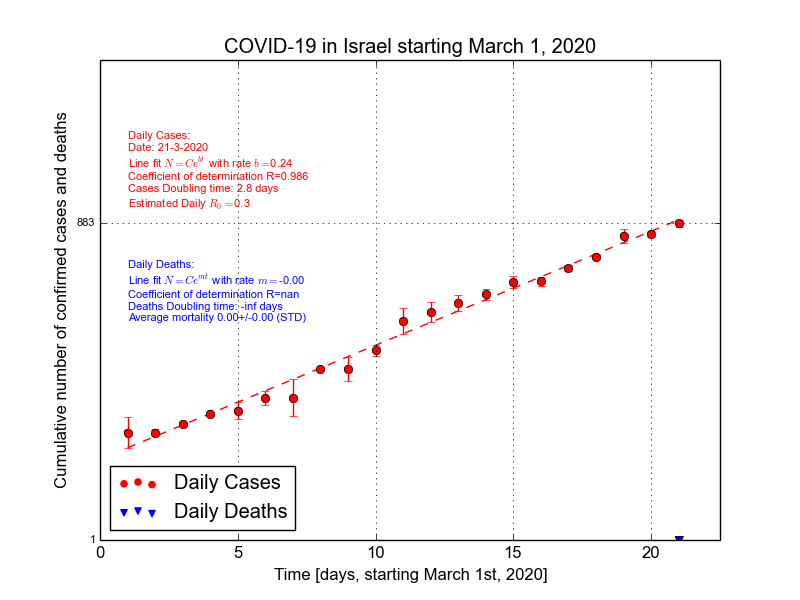 COVID-19 in Israel starting March 1, 2020
Cumulative number of confirmed cases and deaths
Daily Cases:
Date: 21-3-2020
Line fit N = Ce^{bt} with rate b =0.24
Coefficient of determination R=0.986
Cases Doubling time: 2.8 days
Estimated Daily R_0 =0.3
883
Daily Deaths:
Line fit N = Ce^{mt} with rate m =-0.00
Coefficient of determination R=nan
Deaths Doubling time: -inf days
Average mortality 0.00+/-0.00 (STD)
Daily Cases
Daily Deaths
1
0 5 10 15 20
Time [days, starting March 1st, 2020]